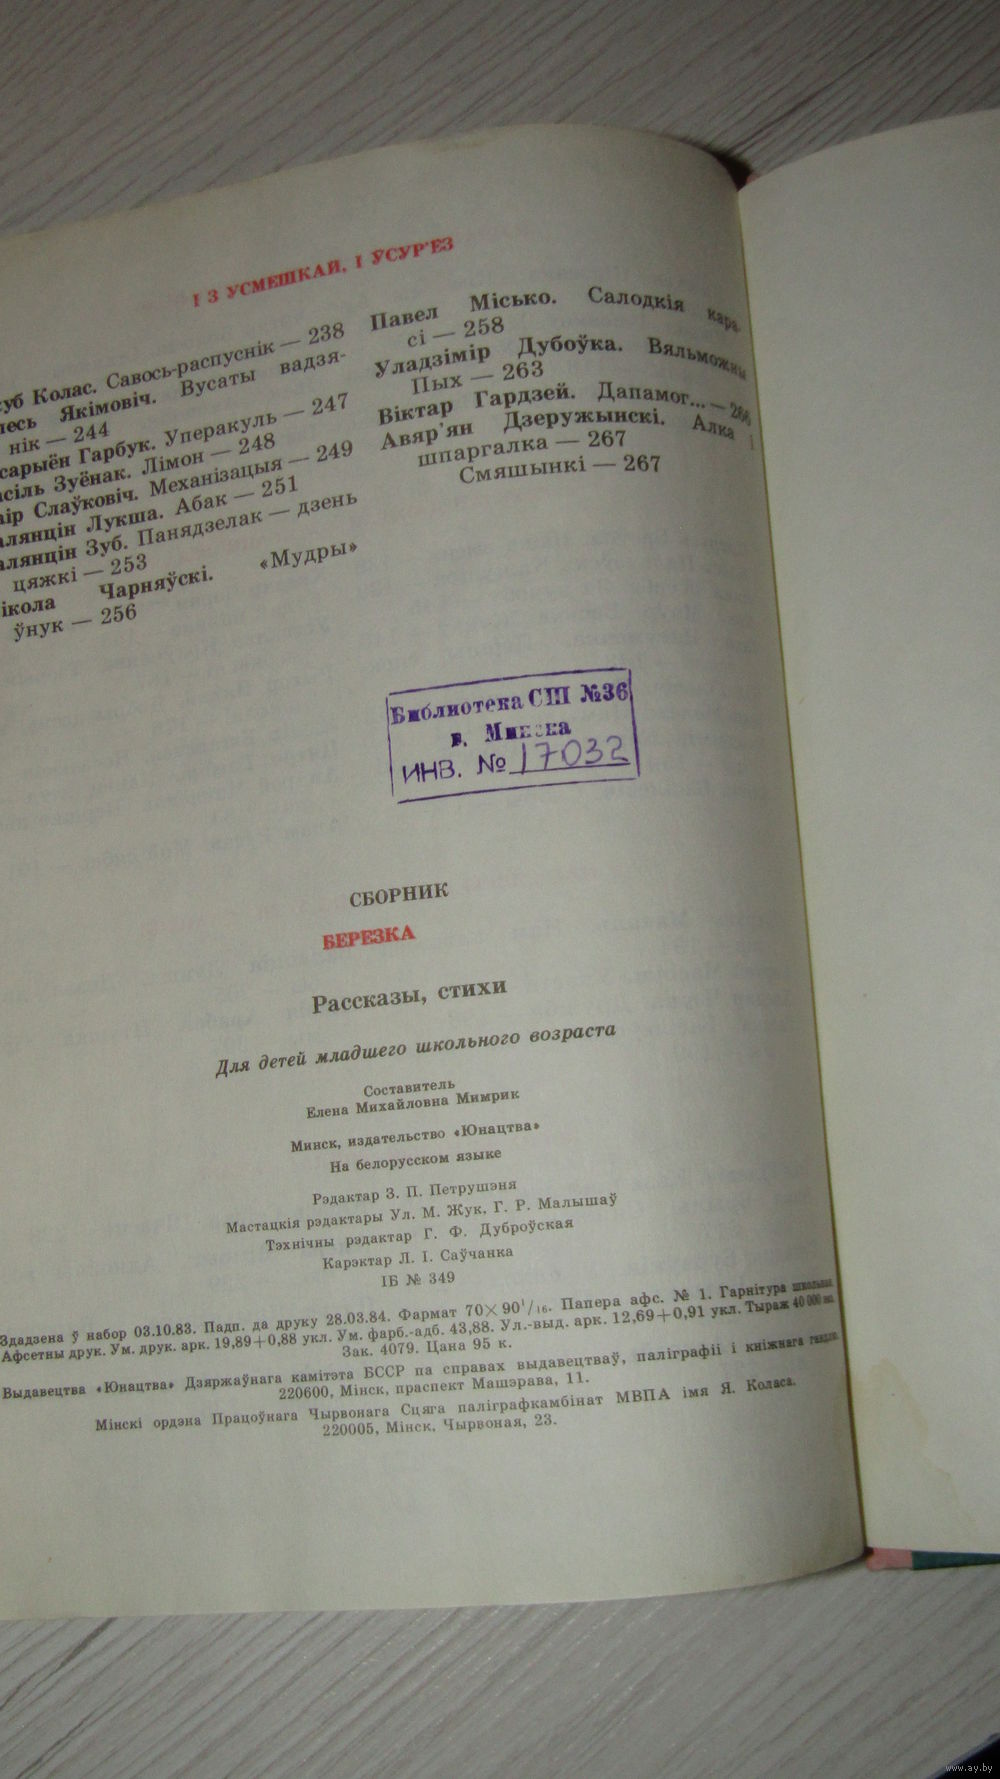 І З УСМЕШКАЙ, І ЎСУР'ЁЗ
Колас. Савось-распуснік — 238
Якімовіч. Вусаты вадзя-
нік — 244
Гарбук. Уперакуль — 247
Зуёнак. Лімон — 248
Слаўковіч. Механізацыя — 249
Лукша. Абак — 251
Зуб. Панядзелак — дзень
цяжкі — 253
Чарняўскі. «Мудры»
ўнук — 256
Павел Місько. Салодкія кара-
сі — 258
Уладзімір Дубоўка. Вяльможны
Пых — 263
Віктар Гардзей. Дапамог... — 266
Авяр'ян Дзеружынскі. Алка і
шпаргалка — 267
Смяшынкі — 267
Библиотека СШ №36
г. Минска
ИНВ. № 17032
СБОРНИК
БЕРЕЗКА
Рассказы, стихи
Для детей младшего школьного возраста
Составитель
Елена Михайловна Мимрик
Минск, издательство «Юнацтва»
На белорусском языке
Рэдактар З. П. Петрушэня
Мастацкія рэдактары Ул. М. Жук, Г. Р. Малышаў
Тэхнічны рэдактар Г. Ф. Дуброўская
Карэктар Л. І. Саўчанка
ІБ № 349
Здадзена ў набор 03.10.83. Падп. да друку 28.03.84. Фармат 70×90¹/₁₆. Папера афс. № 1. Гарнітура школьная.
Афсетны друк. Ум. друк. арк. 19,89+0,88 укл. Ум. фарб.-адб. 43,88. Ул.-выд. арк. 12,69+0,91 укл. Тыраж 40 000 экз.
Зак. 4079. Цана 95 к.
Выдавецтва «Юнацтва» Дзяржаўнага камітэта БССР па справах выдавецтваў, паліграфіі і кніжнага гандлю.
220600, Мінск, праспект Машэрава, 11.
Мінскі ордэна Працоўнага Чырвонага Сцяга паліграфкамбінат МВПА імя Я. Коласа.
220005, Мінск, Чырвоная, 23.
www.ay.by